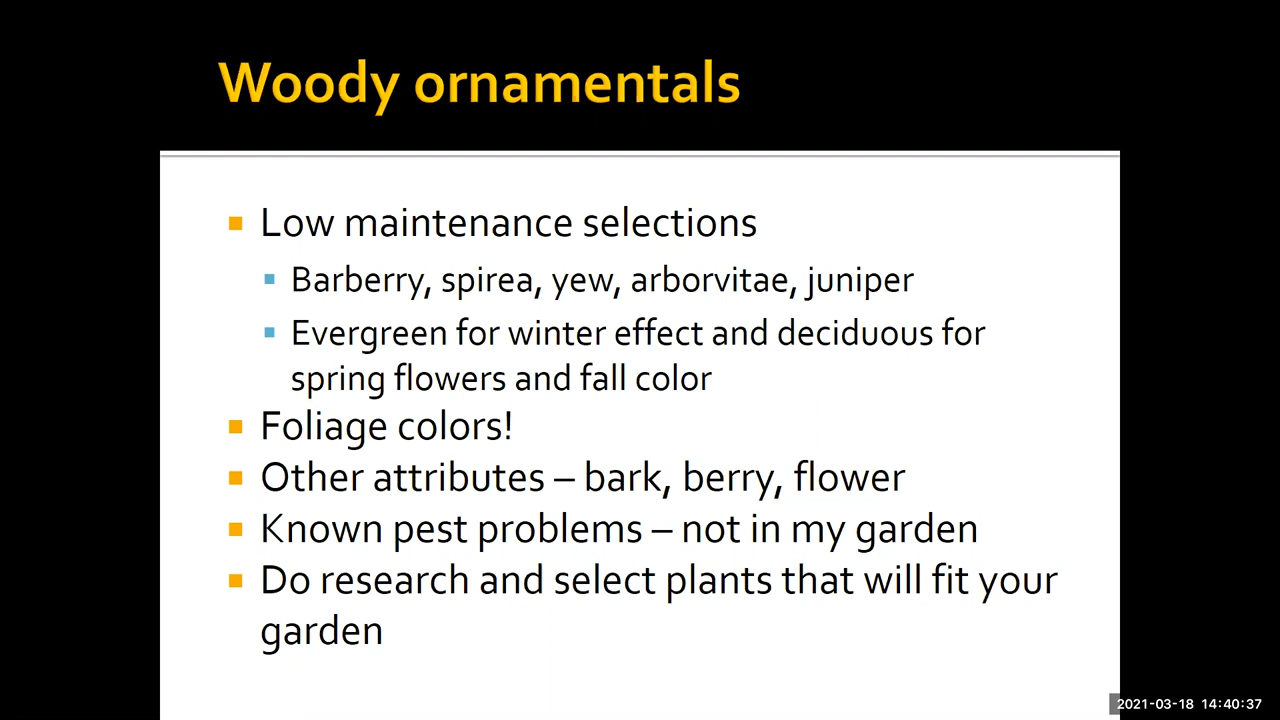 Woody ornamentals
Low maintenance selections
Barberry, spirea, yew, arborvitae, juniper
Evergreen for winter effect and deciduous for
spring flowers and fall color
Foliage colors!
Other attributes – bark, berry, flower
Known pest problems – not in my garden
Do research and select plants that will fit your
garden
2021-03-18 14:40:37